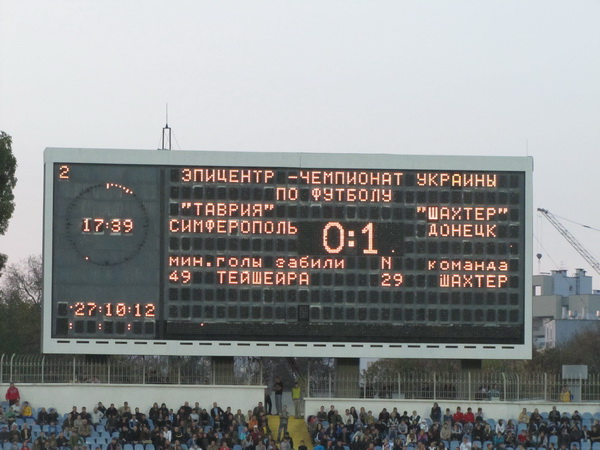 2
ЭПИЦЕНТР -ЧЕМПИОНАТ УКРАИНЫ
ПО ФУТБОЛУ
17:39
"ТАВРИЯ" "ШАХТЕР"
СИМФЕРОПОЛЬ 0:1 ДОНЕЦК
мин.голы забили N команда
49 ТЕЙШЕЙРА 29 ШАХТЕР
27:10:12